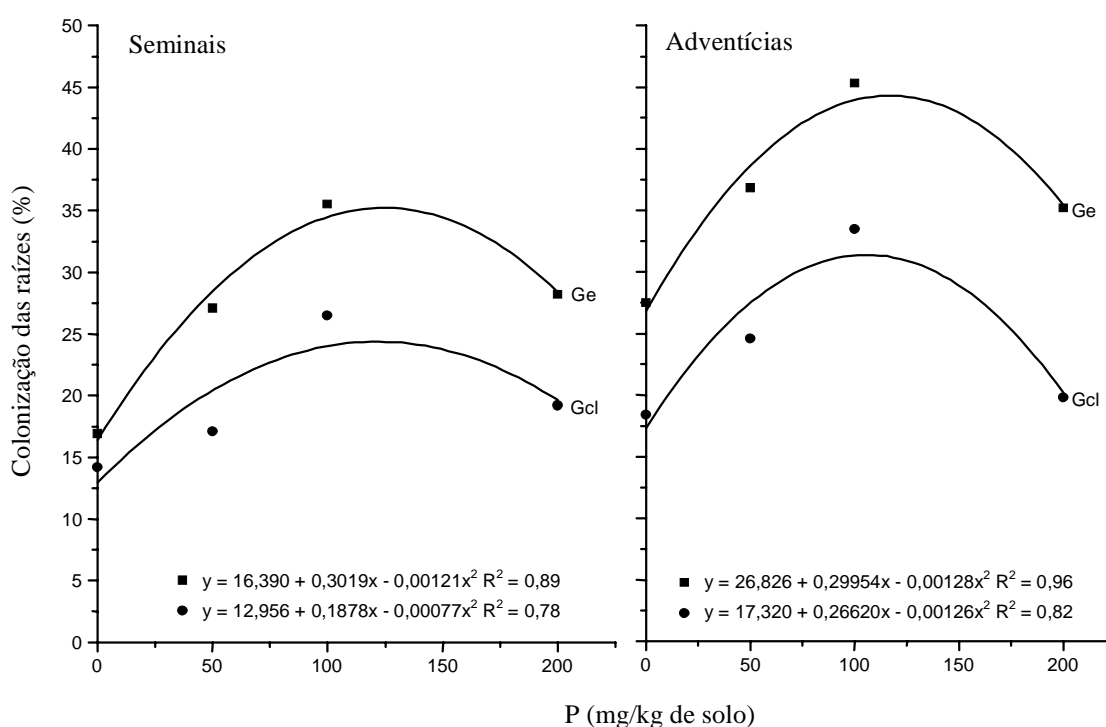 Seminais
Adventícias
Colonização das raízes (%)
50
45
40
35
30
25
20
15
10
5
0
Ge
Gcl
Ge
Gcl
y = 16,390 + 0,3019x - 0,00121x² R² = 0,89
y = 12,956 + 0,1878x - 0,00077x² R² = 0,78
y = 26,826 + 0,29954x - 0,00128x² R² = 0,96
y = 17,320 + 0,26620x - 0,00126x² R² = 0,82
0 50 100 150 200
0 50 100 150 200
P (mg/kg de solo)